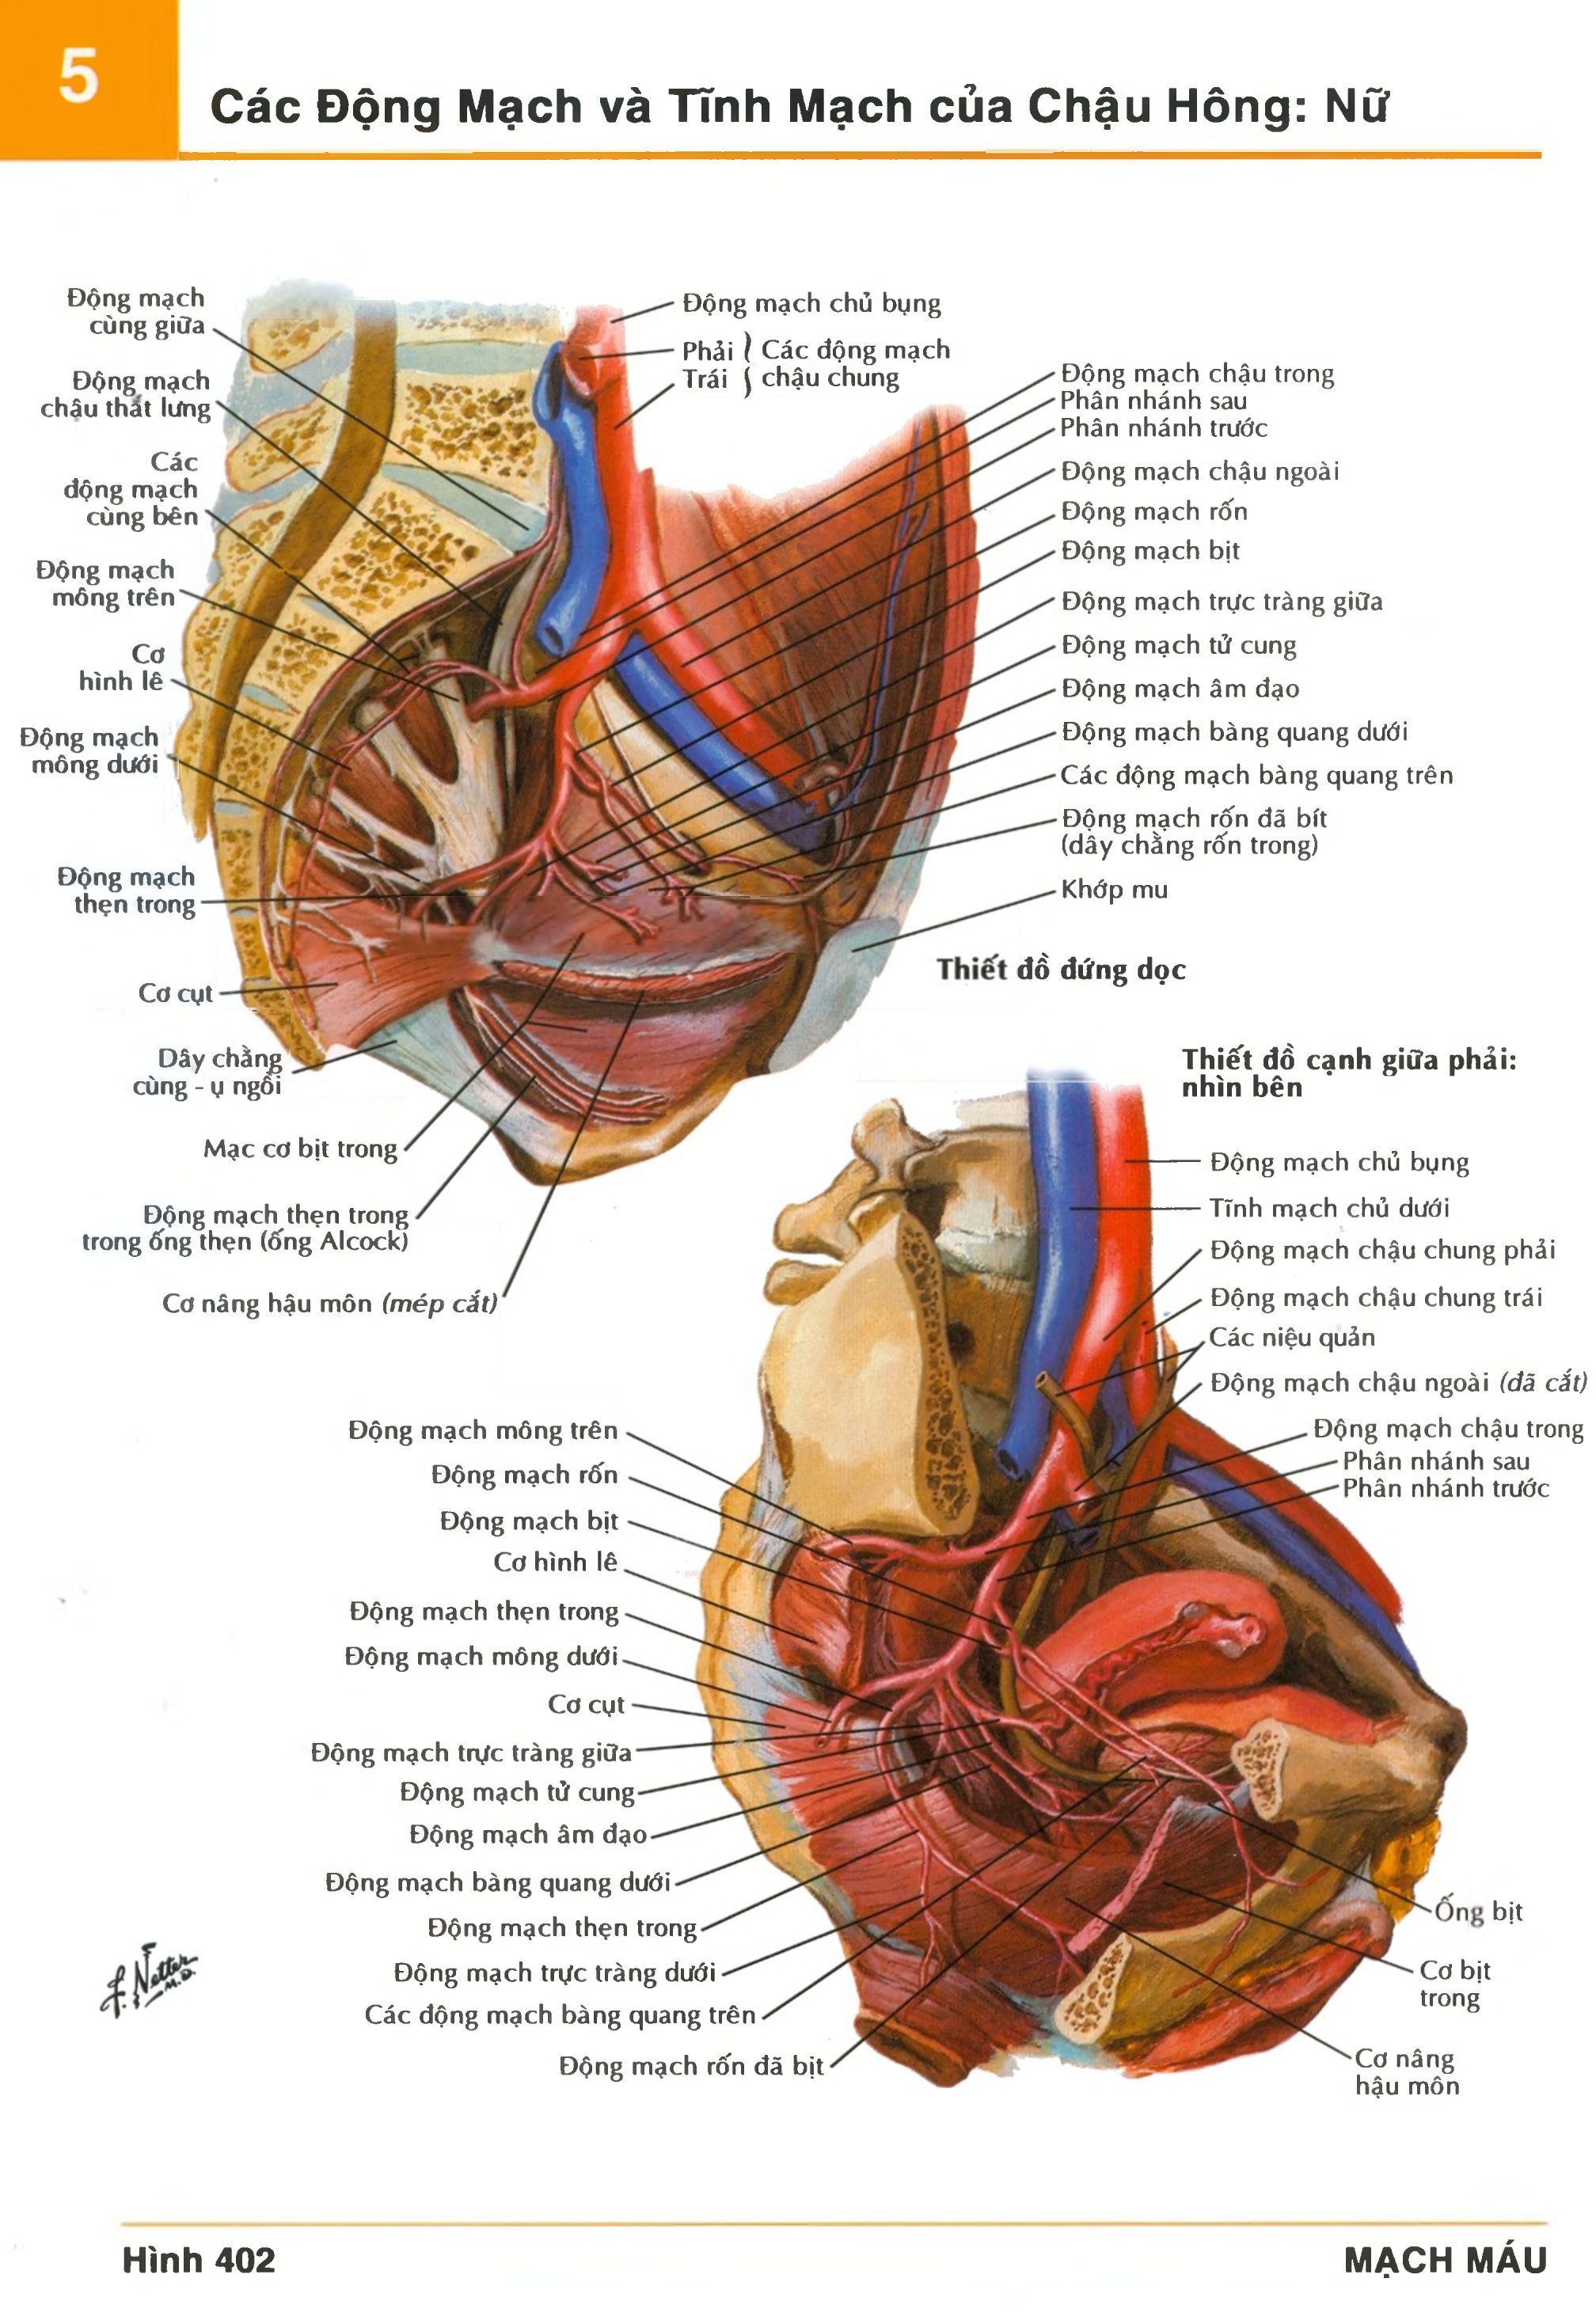 5
Các Động Mạch và Tĩnh Mạch của Chậu Hông: Nữ
Động mạch
cùng giữa
Động mạch
chậu thắt lưng
Các
động mạch
cùng bên
Động mạch
mông trên
Cơ
hình lê
Động mạch
mông dưới
Động mạch
thẹn trong
Cơ cụt
Dây chằng
cùng - ụ ngồi
Mạc cơ bịt trong
Động mạch thẹn trong
trong ống thẹn (ống Alcock)
Cơ nâng hậu môn (mép cắt)
Động mạch chủ bụng
Phải } Các động mạch
Trái { chậu chung
Động mạch chậu trong
Phân nhánh sau
Phân nhánh trước
Động mạch chậu ngoài
Động mạch rốn
Động mạch bịt
Động mạch trực tràng giữa
Động mạch tử cung
Động mạch âm đạo
Động mạch bàng quang dưới
Các động mạch bàng quang trên
Động mạch rốn đã bít
(dây chằng rốn trong)
Khớp mu
Thiết đồ đứng dọc
Thiết đồ cạnh giữa phải:
nhìn bên
Động mạch chủ bụng
Tĩnh mạch chủ dưới
Động mạch chậu chung phải
Động mạch chậu chung trái
Các niệu quản
Động mạch chậu ngoài (đã cắt)
Động mạch chậu trong
Phân nhánh sau
Phân nhánh trước
Động mạch mông trên
Động mạch rốn
Động mạch bịt
Cơ hình lê
Động mạch thẹn trong
Động mạch mông dưới
Cơ cụt
Động mạch trực tràng giữa
Động mạch tử cung
Động mạch âm đạo
Động mạch bàng quang dưới
Động mạch thẹn trong
Động mạch trực tràng dưới
Các động mạch bàng quang trên
Động mạch rốn đã bịt
Ống bịt
Cơ bịt
trong
Cơ nâng
hậu môn
F. Netter
M.D.
Hình 402
MẠCH MÁU